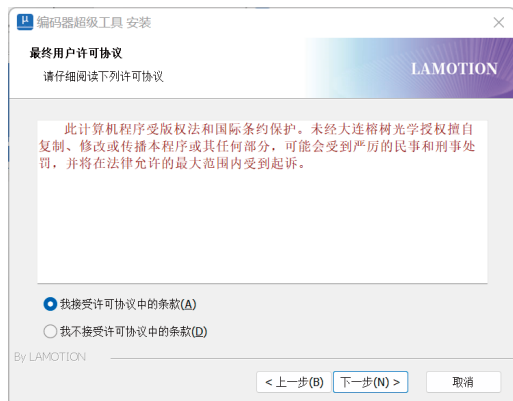 μ 编码器超级工具 安装
最终用户许可协议
请仔细阅读下列许可协议
LAMOTION
此计算机程序受版权法和国际条约保护。未经大连榕树光学授权擅自
复制、修改或传播本程序或其任何部分，可能会受到严厉的民事和刑事处
罚，并将在法律允许的最大范围内受到起诉。
我接受许可协议中的条款(A)
我不接受许可协议中的条款(D)
By LAMOTION
< 上一步(B) 下一步(N) > 取消